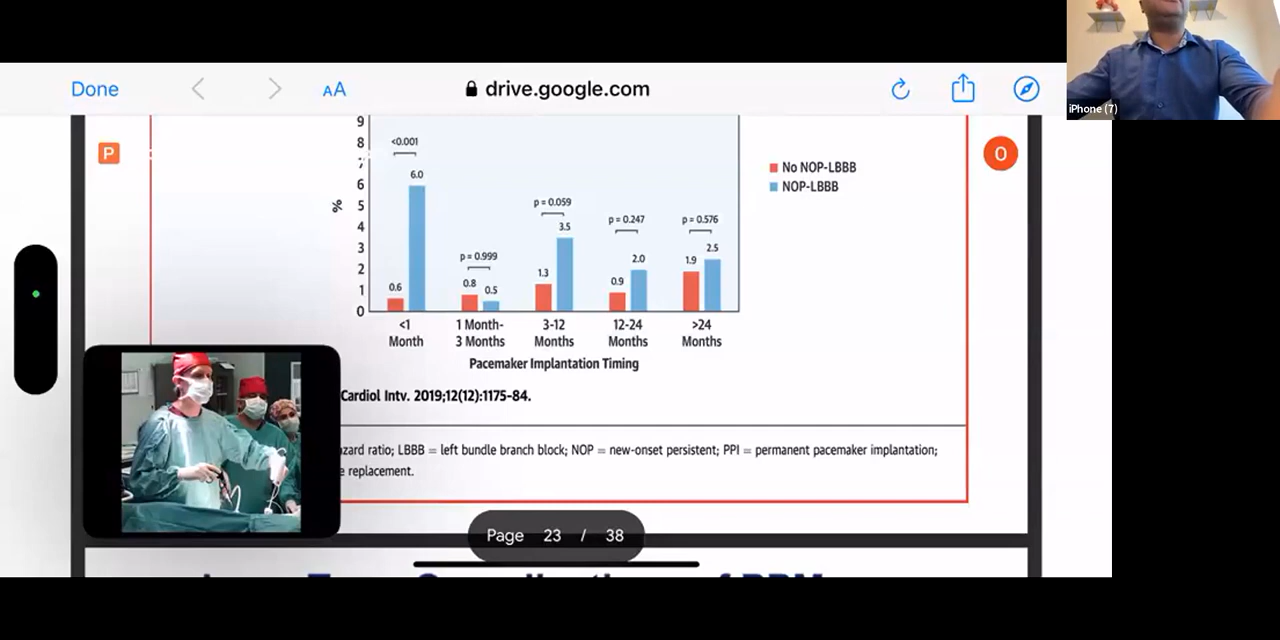 iPhone (7)
Done
AA
drive.google.com
P
O
9
8
7
6
5
4
3
2
1
0
%
<0.001
6.0
0.6
p = 0.999
0.8
0.5
p = 0.059
3.5
1.3
p = 0.247
2.0
0.9
p = 0.576
2.5
1.9
No NOP-LBBB
NOP-LBBB
<1
Month
1 Month-
3 Months
3-12
Months
12-24
Months
>24
Months
Pacemaker Implantation Timing
Cardiol Intv. 2019;12(12):1175-84.
ratio; LBBB = left bundle branch block; NOP = new-onset persistent; PPI = permanent pacemaker implantation;
replacement.
Page 23 / 38